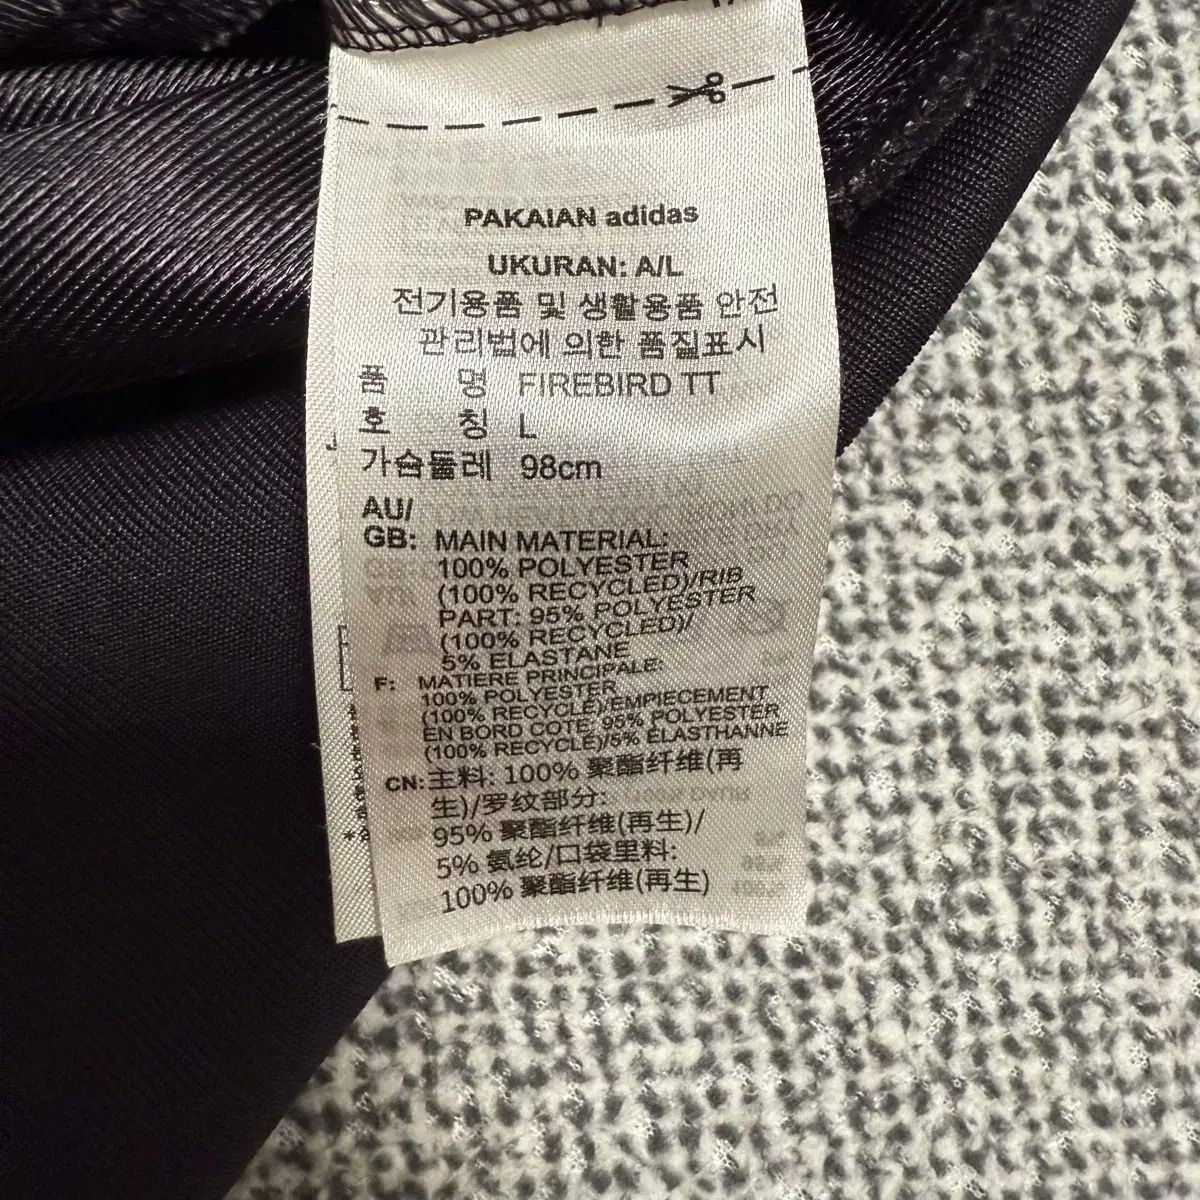 PAKAIAN adidas
UKURAN: A/L
전기용품 및 생활용품 안전
관리법에 의한 품질표시
품 명 FIREBIRD TT
호 칭 L
가슴둘레 98cm
AU/
GB: MAIN MATERIAL:
100% POLYESTER
(100% RECYCLED)/RIB
PART: 95% POLYESTER
(100% RECYCLED)/
5% ELASTANE
F: MATIERE PRINCIPALE:
100% POLYESTER
(100% RECYCLE)/EMPIECEMENT
EN BORD COTE: 95% POLYESTER
(100% RECYCLE)/5% ELASTHANNE
CN: 主料: 100% 聚酯纤维(再
生)/罗纹部分:
95% 聚酯纤维(再生)/
5% 氨纶/口袋里料:
100% 聚酯纤维(再生)